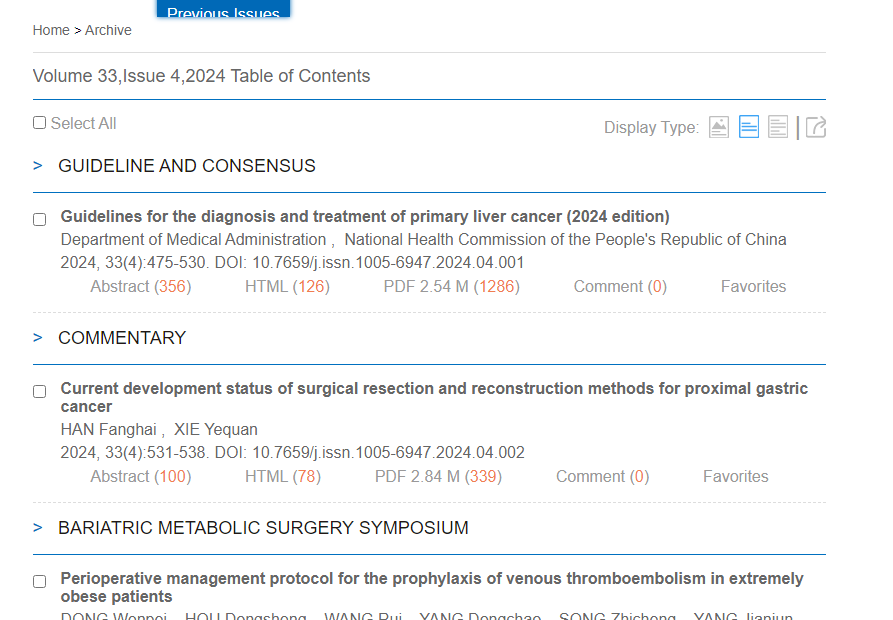 Previous Issues
Home > Archive
Volume 33,Issue 4,2024 Table of Contents
Select All
Display Type:
> GUIDELINE AND CONSENSUS
Guidelines for the diagnosis and treatment of primary liver cancer (2024 edition)
Department of Medical Administration , National Health Commission of the People's Republic of China
2024, 33(4):475-530. DOI: 10.7659/j.issn.1005-6947.2024.04.001
Abstract (356) HTML (126) PDF 2.54 M (1286) Comment (0) Favorites
> COMMENTARY
Current development status of surgical resection and reconstruction methods for proximal gastric
cancer
HAN Fanghai , XIE Yequan
2024, 33(4):531-538. DOI: 10.7659/j.issn.1005-6947.2024.04.002
Abstract (100) HTML (78) PDF 2.84 M (339) Comment (0) Favorites
> BARIATRIC METABOLIC SURGERY SYMPOSIUM
Perioperative management protocol for the prophylaxis of venous thromboembolism in extremely
obese patients
DONG Wenpei HOU Dongsheng WANG Rui YANG Dongchao SONG Zhicheng YANG Jianjun